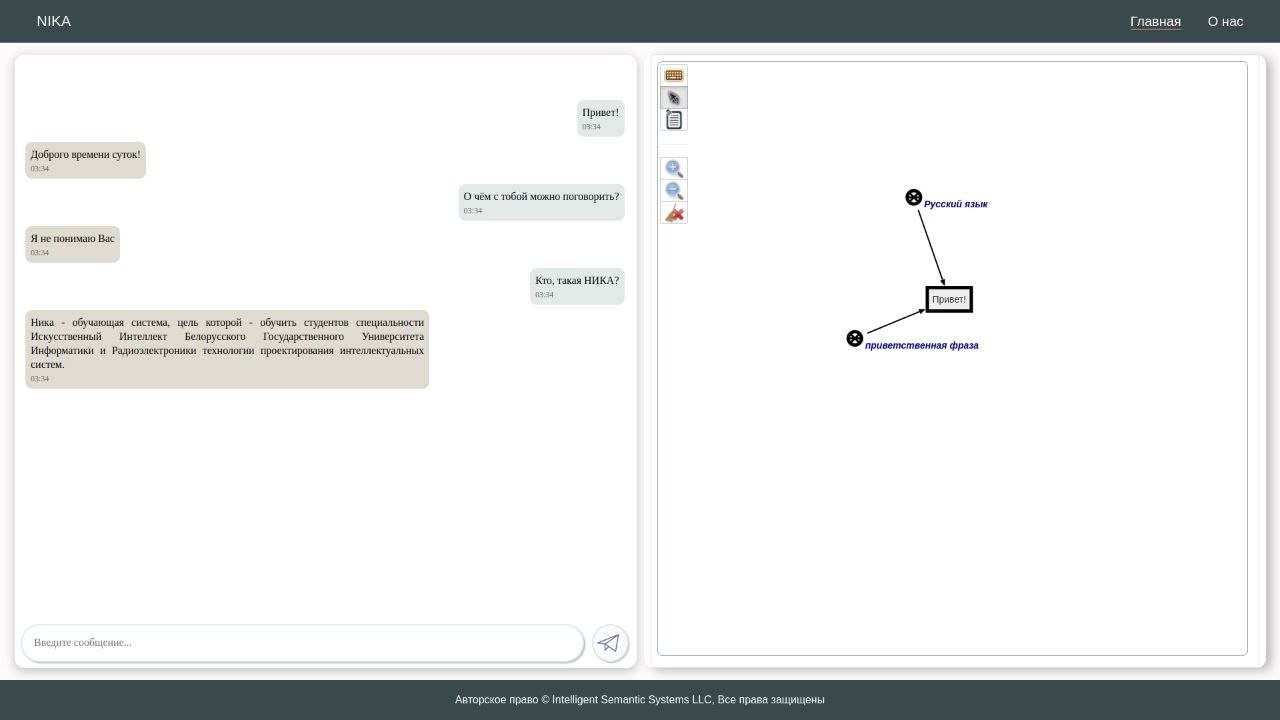 NIKA
Главная
О нас
Привет!
03:34
Доброго времени суток!
03:34
О чём с тобой можно поговорить?
03:34
Я не понимаю Вас
03:34
Кто, такая НИКА?
03:34
Ника - обучающая система, цель которой - обучить студентов специальности
Искусственный Интеллект Белорусского Государственного Университета
Информатики и Радиоэлектроники технологии проектирования интеллектуальных
систем.
03:34
Введите сообщение...
Русский язык
Привет!
приветственная фраза
Авторское право © Intelligent Semantic Systems LLC, Все права защищены